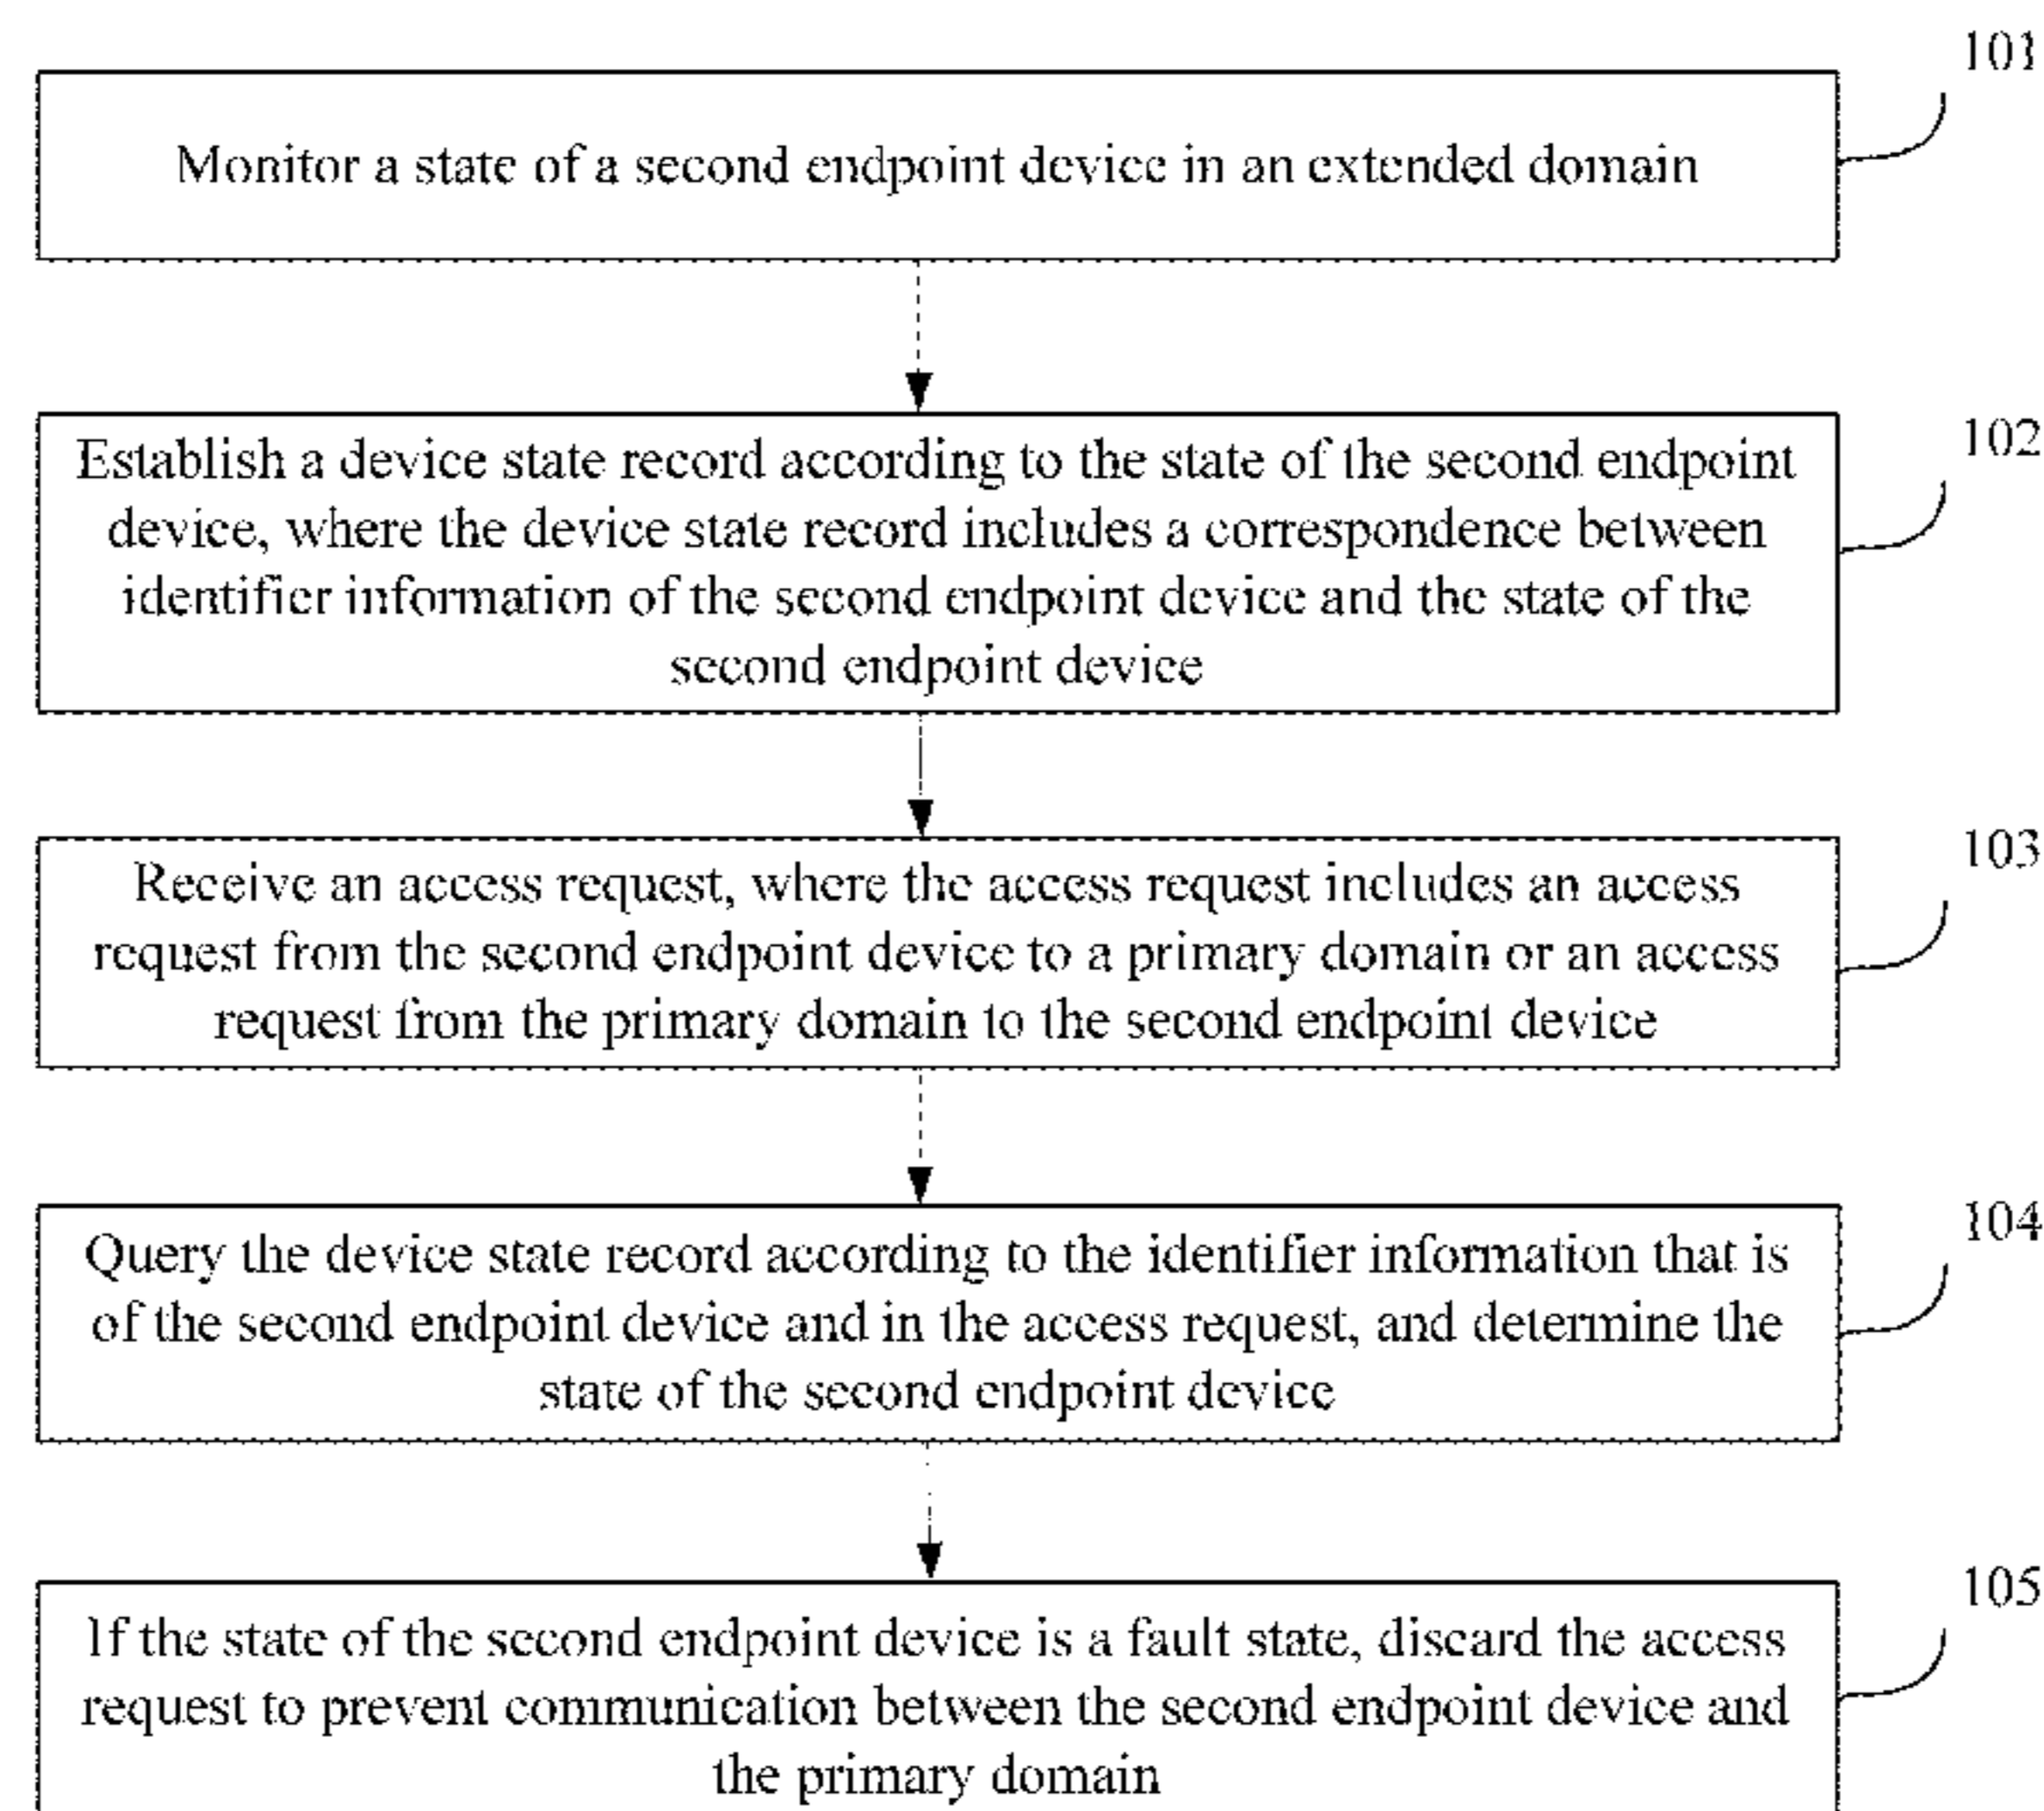 101
Monitor a state of a second endpoint device in an extended domain
102
Establish a device state record according to the state of the second endpoint
device, where the device state record includes a correspondence between
identifier information of the second endpoint device and the state of the
second endpoint device
103
Receive an access request, where the access request includes an access
request from the second endpoint device to a primary domain or an access
request from the primary domain to the second endpoint device
104
Query the device state record according to the identifier information that is
of the second endpoint device and in the access request, and determine the
state of the second endpoint device
105
If the state of the second endpoint device is a fault state, discard the access
request to prevent communication between the second endpoint device and
the primary domain